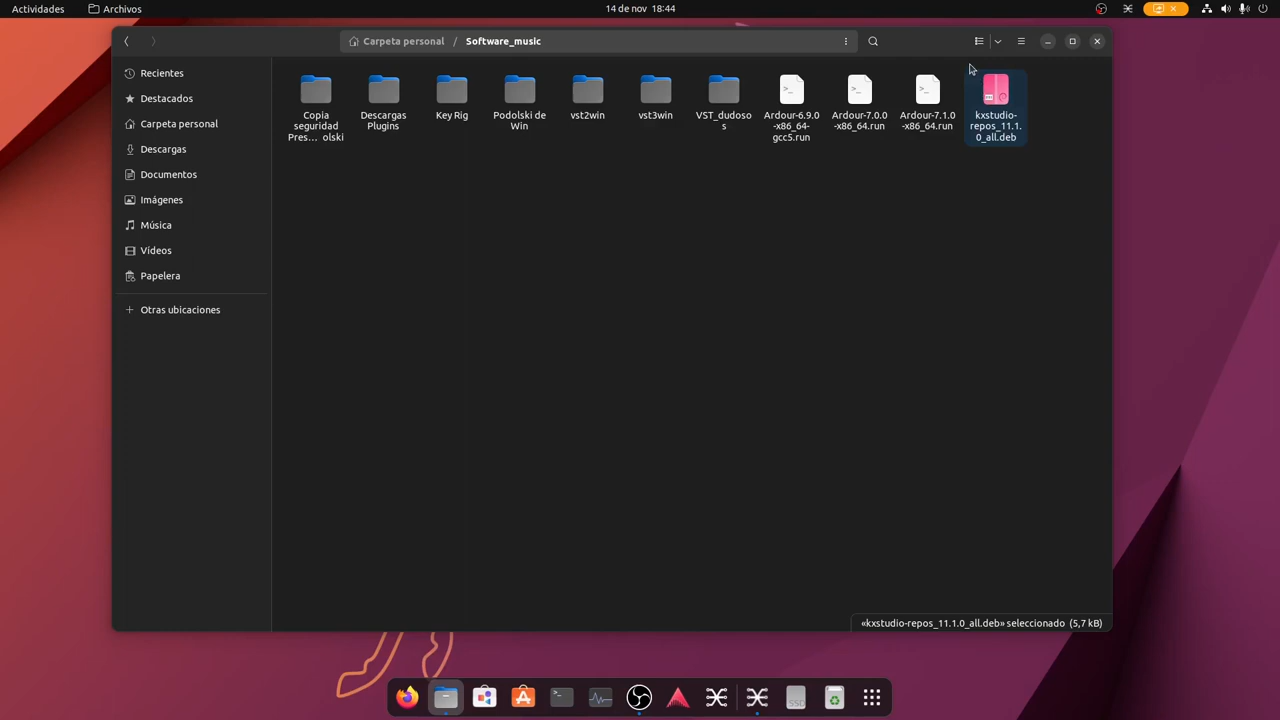 Actividades
Archivos
14 de nov 18:44
Carpeta personal / Software_music
Recientes
Destacados
Carpeta personal
Descargas
Documentos
Imágenes
Música
Vídeos
Papelera
Otras ubicaciones
Copia
seguridad
Pres… olski
Descargas
Plugins
Key Rig
Podolski de
Win
vst2win
vst3win
VST_dudoso
s
Ardour-6.9.0
-x86_64-
gcc5.run
Ardour-7.0.0
-x86_64.run
Ardour-7.1.0
-x86_64.run
kxstudio-
repos_11.1.
0_all.deb
«kxstudio-repos_11.1.0_all.deb» seleccionado (5,7 kB)
SSD